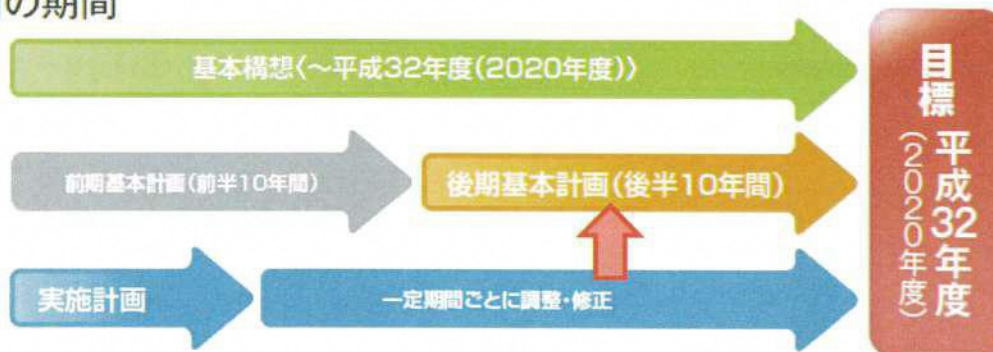 の期間
基本構想〈～平成32年度(2020年度)〉
前期基本計画(前半10年間)
後期基本計画(後半10年間)
実施計画
一定期間ごとに調整・修正
目標
平成32年度
(2020年度)